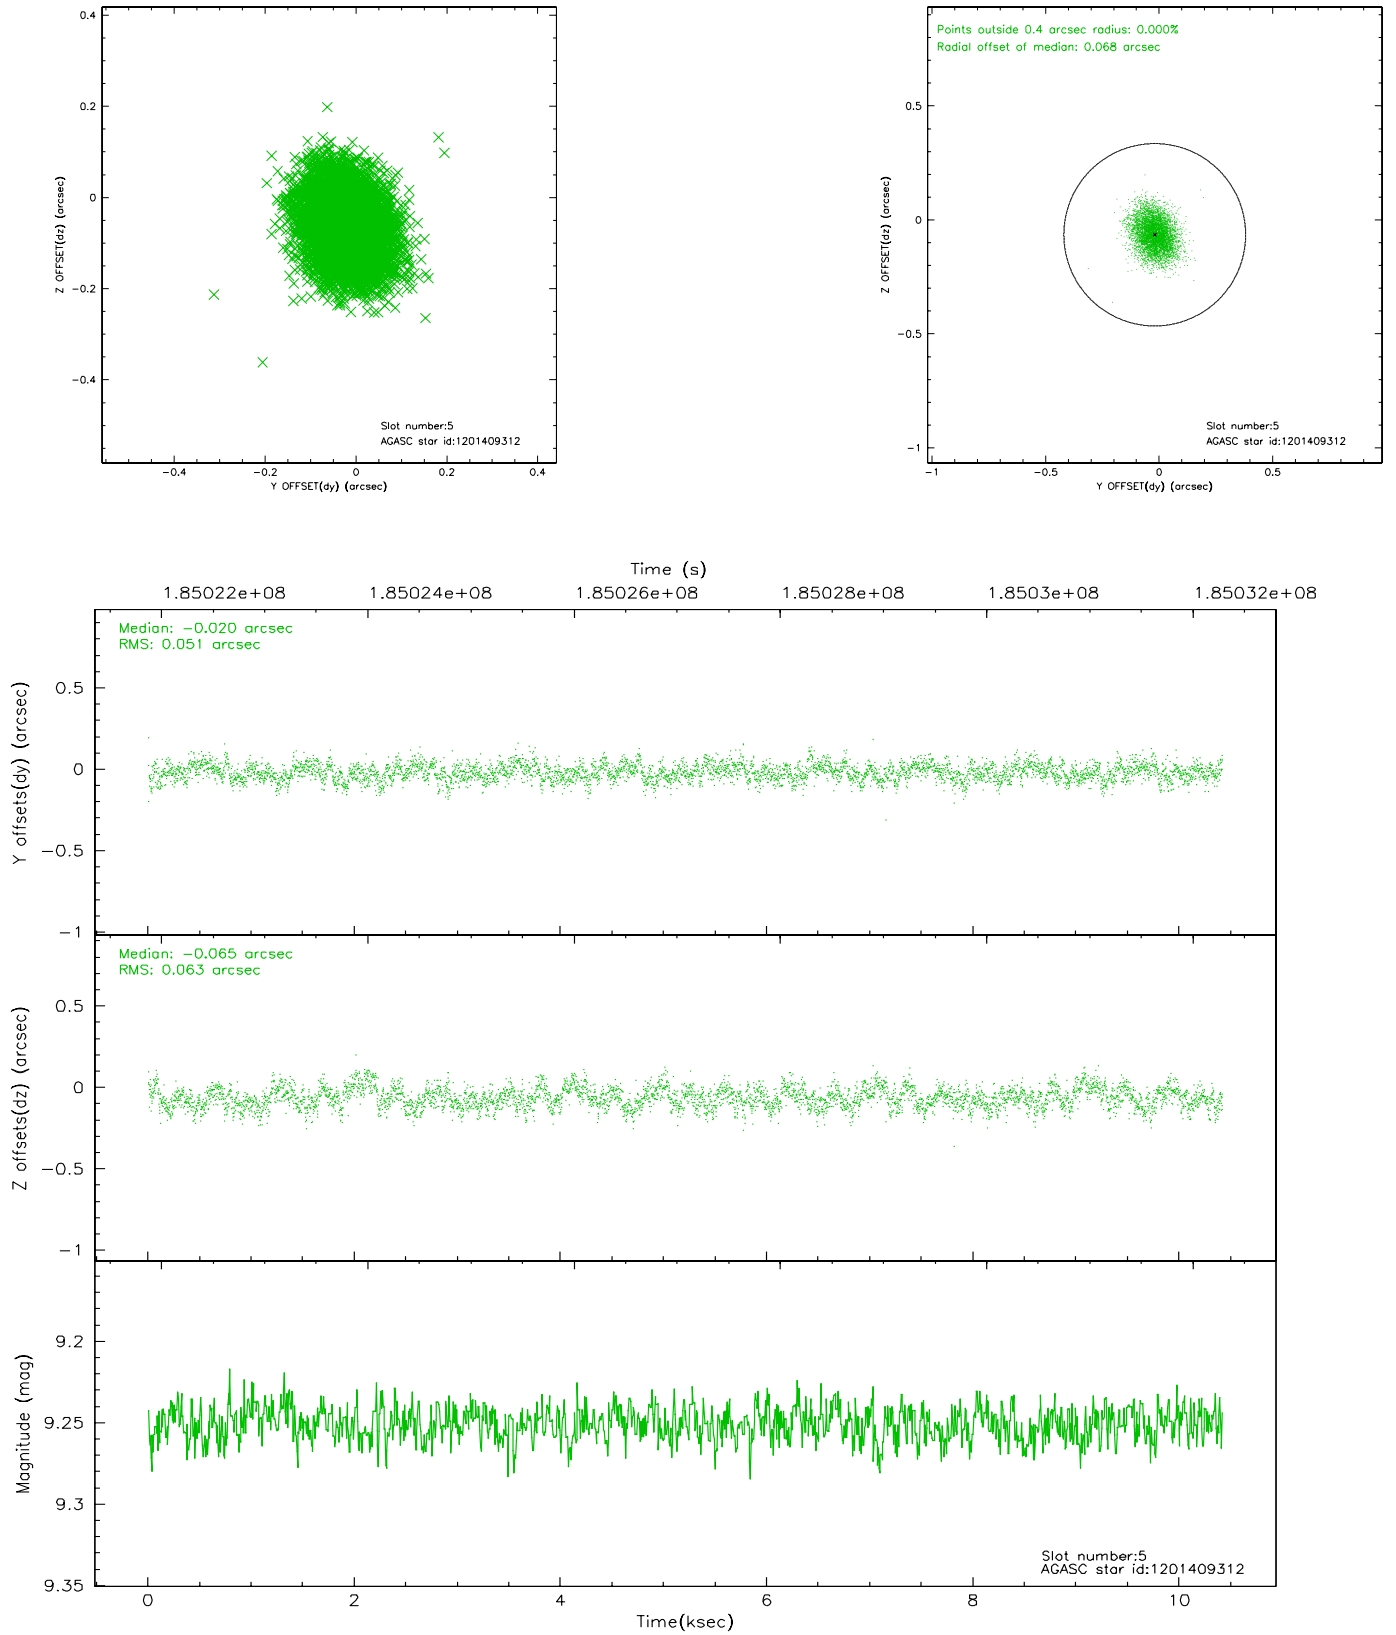 0.4
0.2
0
−0.2
−0.4
Z OFFSET(dz) (arcsec)
Slot number:5
AGASC star id:1201409312
−0.4 −0.2 0 0.2 0.4
Y OFFSET(dy) (arcsec)
Points outside 0.4 arcsec radius: 0.000%
Radial offset of median: 0.068 arcsec
0.5
0
−0.5
−1
Z OFFSET(dz) (arcsec)
Slot number:5
AGASC star id:1201409312
−1 −0.5 0 0.5
Y OFFSET(dy) (arcsec)
Time (s)
1.85022e+08 1.85024e+08 1.85026e+08 1.85028e+08 1.8503e+08 1.85032e+08
Median: −0.020 arcsec
RMS: 0.051 arcsec
0.5
0
−0.5
−1
Y offsets(dy) (arcsec)
Median: −0.065 arcsec
RMS: 0.063 arcsec
0.5
0
−0.5
−1
Z offsets(dz) (arcsec)
9.2
9.25
9.3
9.35
Magnitude (mag)
Slot number:5
AGASC star id:1201409312
0 2 4 6 8 10
Time(ksec)